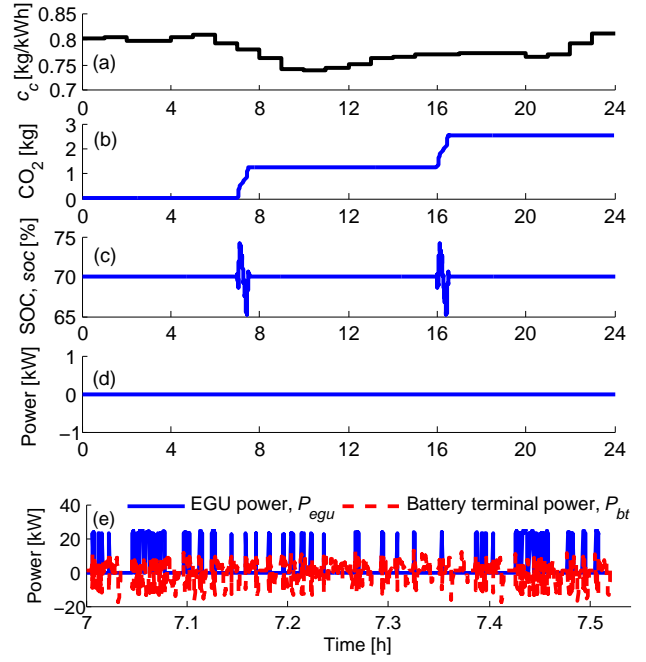 0.8
0.75
0.7
c_c [kg/kWh]
(a)
0 4 8 12 16 20 24
3
2
1
0
CO₂ [kg]
(b)
0 4 8 12 16 20 24
75
70
65
SOC, soc [%]
(c)
0 4 8 12 16 20 24
1
0
−1
Power [kW]
(d)
0 4 8 12 16 20 24
40
20
0
−20
Power [kW]
(e)
EGU power, P_egu Battery terminal power, P_bt
7 7.1 7.2 7.3 7.4 7.5
Time [h]